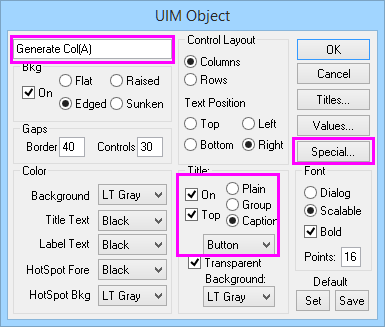 UIM Object
Generate Col(A)
Bkg
On
Flat
Raised
Edged
Sunken
Gaps
Border 40 Controls 30
Color
Background LT Gray
Title Text Black
Label Text Black
HotSpot Fore Black
HotSpot Bkg LT Gray
Control Layout
Columns
Rows
Text Position
Top
Left
Bottom
Right
Title:
On
Top
Plain
Group
Caption
Button
Transparent
Background:
LT Gray
OK
Cancel
Titles...
Values...
Special...
Font
Dialog
Scalable
Bold
Points: 16
Default
Set
Save